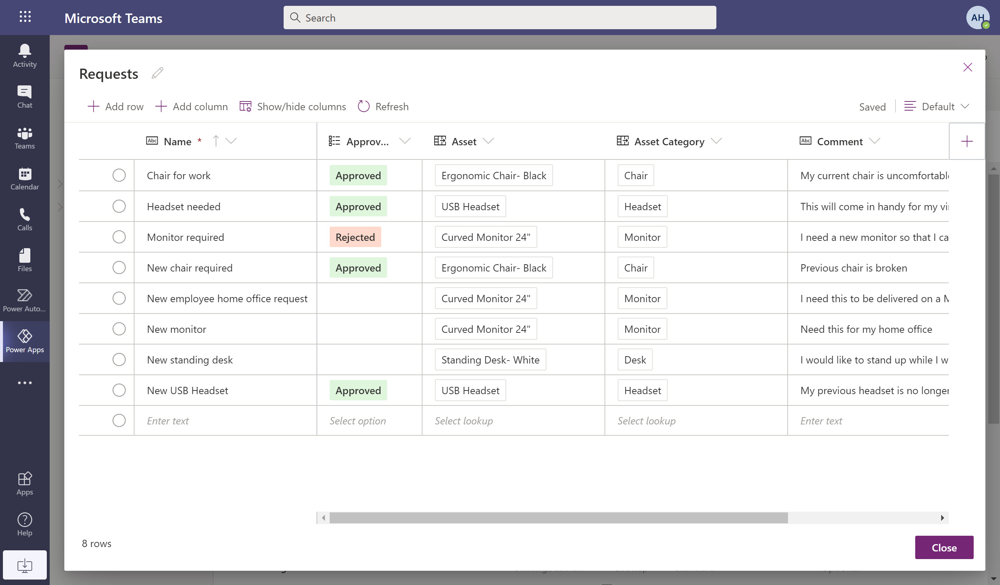 Microsoft Teams
Search
AH
Activity
Chat
Teams
Calendar
Calls
Files
Power Auto...
Power Apps
Apps
Help
Requests
Add row Add column Show/hide columns Refresh Saved Default
Abc Name * Approv... Asset Asset Category Abc Comment
Chair for work Approved Ergonomic Chair- Black Chair My current chair is uncomfortable
Headset needed Approved USB Headset Headset This will come in handy for my
Monitor required Rejected Curved Monitor 24" Monitor I need a new monitor so that I ca
New chair required Approved Ergonomic Chair- Black Chair Previous chair is broken
New employee home office request Curved Monitor 24" Monitor I need this to be delivered on a
New monitor Curved Monitor 24" Monitor Need this for my home office
New standing desk Standing Desk- White Desk I would like to stand up while I w
New USB Headset Approved USB Headset Headset My previous headset is no longer
Enter text Select option Select lookup Select lookup Enter text
8 rows
Close